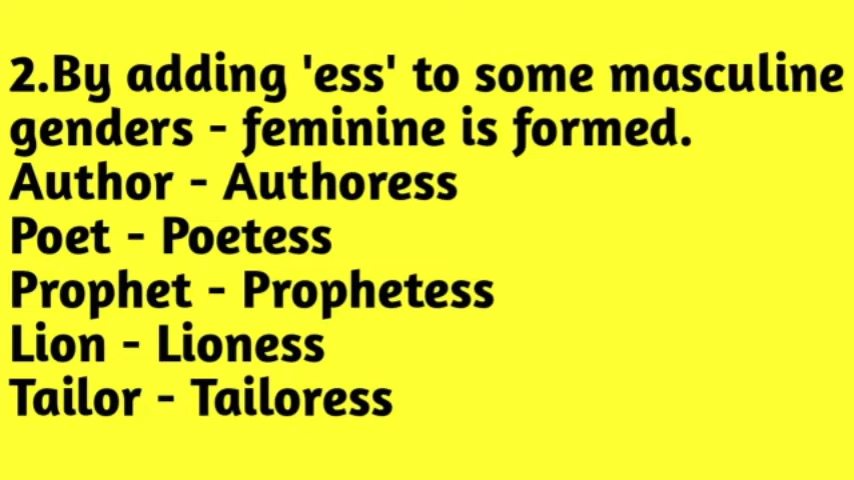 2.By adding 'ess' to some masculine
genders - feminine is formed.
Author - Authoress
Poet - Poetess
Prophet - Prophetess
Lion - Lioness
Tailor - Tailoress